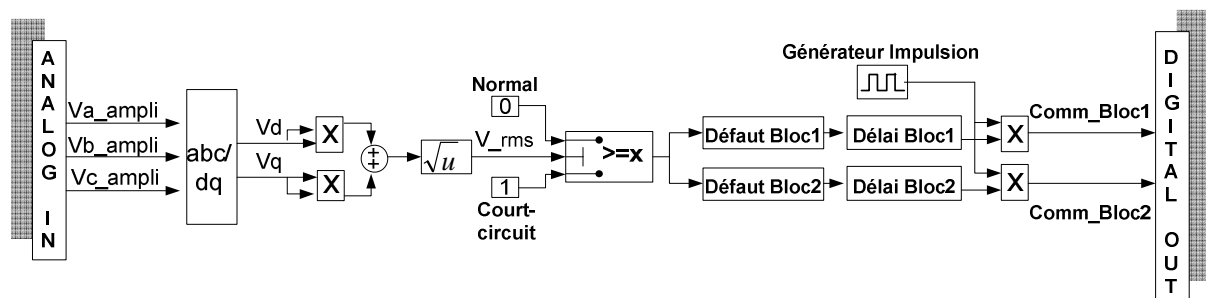 ANALOG IN
Va_ampli
Vb_ampli
Vc_ampli
abc/
dq
Vd
Vq
X
X
+
+
√u
Normal
0
V_rms
1
Court-
circuit
>=x
Défaut Bloc1
Délai Bloc1
Défaut Bloc2
Délai Bloc2
Générateur Impulsion
X
X
Comm_Bloc1
Comm_Bloc2
DIGITAL OUT